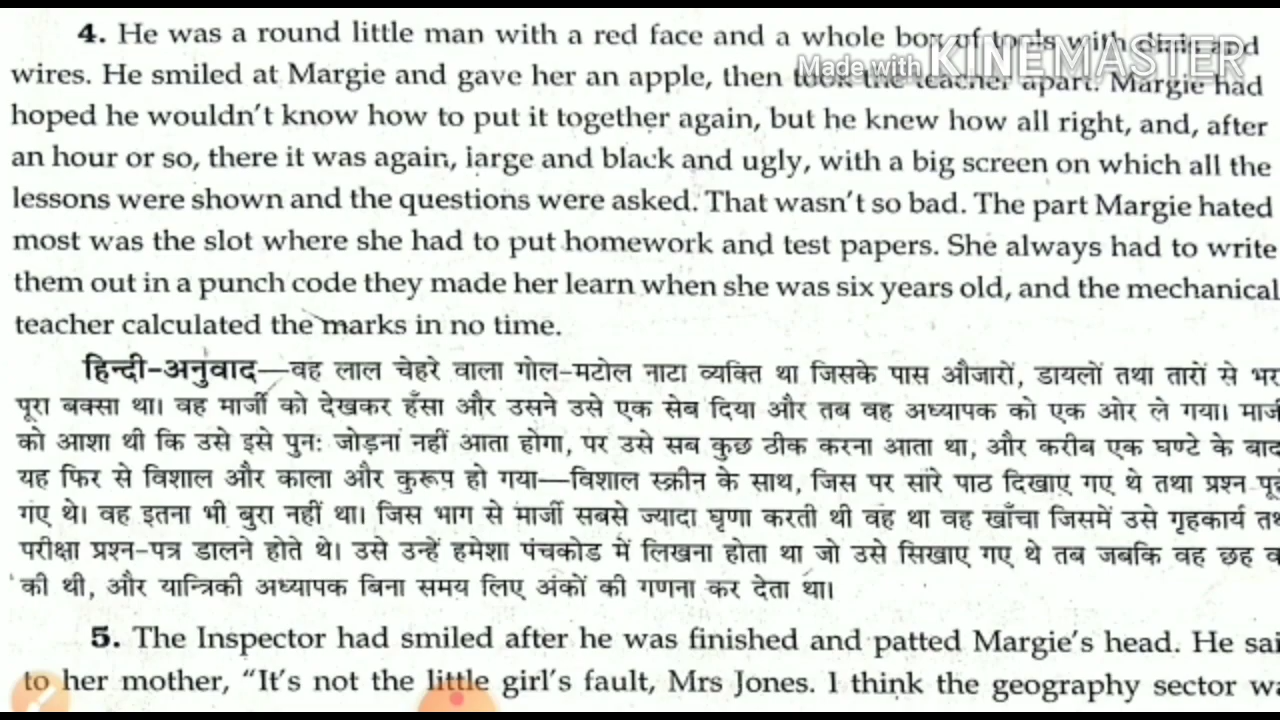 4. He was a round little man with a red face and a whole box of tools with dials and
Made with KINEMASTER
wires. He smiled at Margie and gave her an apple, then took the teacher apart. Margie had
hoped he wouldn't know how to put it together again, but he knew how all right, and, after
an hour or so, there it was again, large and black and ugly, with a big screen on which all the
lessons were shown and the questions were asked. That wasn't so bad. The part Margie hated
most was the slot where she had to put homework and test papers. She always had to write
them out in a punch code they made her learn when she was six years old, and the mechanical
teacher calculated the marks in no time.
हिन्दी-अनुवाद—वह लाल चेहरे वाला गोल-मटोल नाटा व्यक्ति था जिसके पास औजारों, डायलों तथा तारों से भर
पूरा बक्सा था। वह मार्जी को देखकर हँसा और उसने उसे एक सेब दिया और तब वह अध्यापक को एक ओर ले गया। मार्जी
को आशा थी कि उसे इसे पुनः जोड़ना नहीं आता होगा, पर उसे सब कुछ ठीक करना आता था, और करीब एक घण्टे के बाद
यह फिर से विशाल और काला और कुरूप हो गया—विशाल स्क्रीन के साथ, जिस पर सारे पाठ दिखाए गए थे तथा प्रश्न
गए थे। वह इतना भी बुरा नहीं था। जिस भाग से मार्जी सबसे ज्यादा घृणा करती थी वह था वह खाँचा जिसमें उसे गृहकार्य
परीक्षा प्रश्न-पत्र डालने होते थे। उसे उन्हें हमेशा पंचकोड में लिखना होता था जो उसे सिखाए गए थे तब जबकि वह छह
की थी, और यान्त्रिकी अध्यापक बिना समय लिए अंकों की गणना कर देता था।
5. The Inspector had smiled after he was finished and patted Margie's head. He sai
to her mother, "It's not the little girl's fault, Mrs Jones. I think the geography sector wa